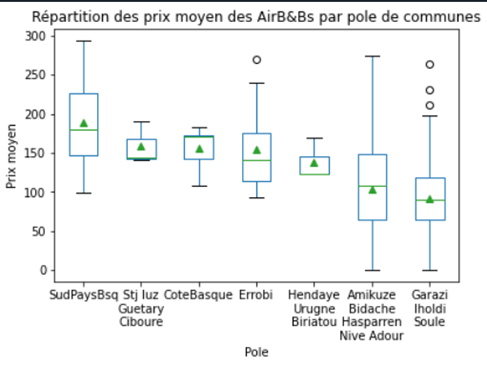 Répartition des prix moyen des AirB&Bs par pole de communes
Prix moyen
300
250
200
150
100
50
0
SudPaysBsq
Stj luz
Guetary
Ciboure
CoteBasque
Errobi
Hendaye
Urugne
Biriatou
Amikuze
Bidache
Hasparren
Nive Adour
Garazi
Iholdi
Soule
Pole